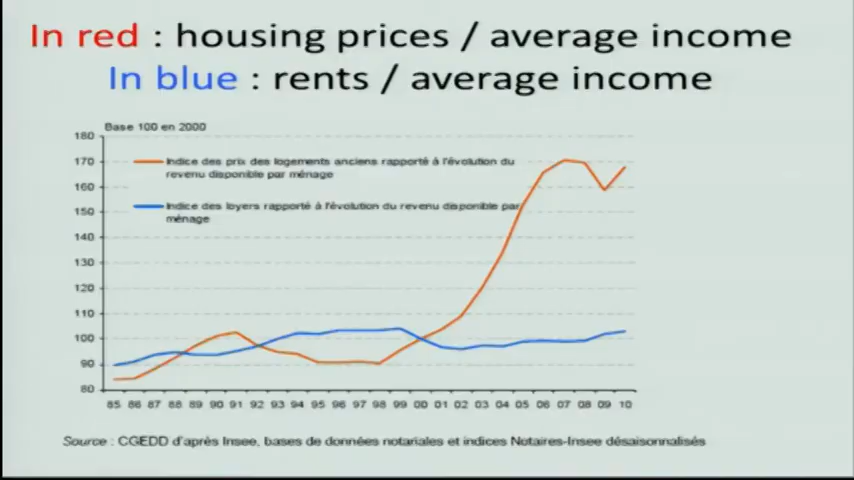 In red : housing prices / average income
In blue : rents / average income
Base 100 en 2000
180
170
160
150
140
130
120
110
100
90
80
Indice des prix des logements anciens rapporté à l'évolution du
revenu disponible par ménage
Indice des loyers rapporté à l'évolution du revenu disponible par
ménage
85 86 87 88 89 90 91 92 93 94 95 96 97 98 99 00 01 02 03 04 05 06 07 08 09 10
Source : CGEDD d'après Insee, bases de données notariales et indices Notaires-Insee désaisonnalisés